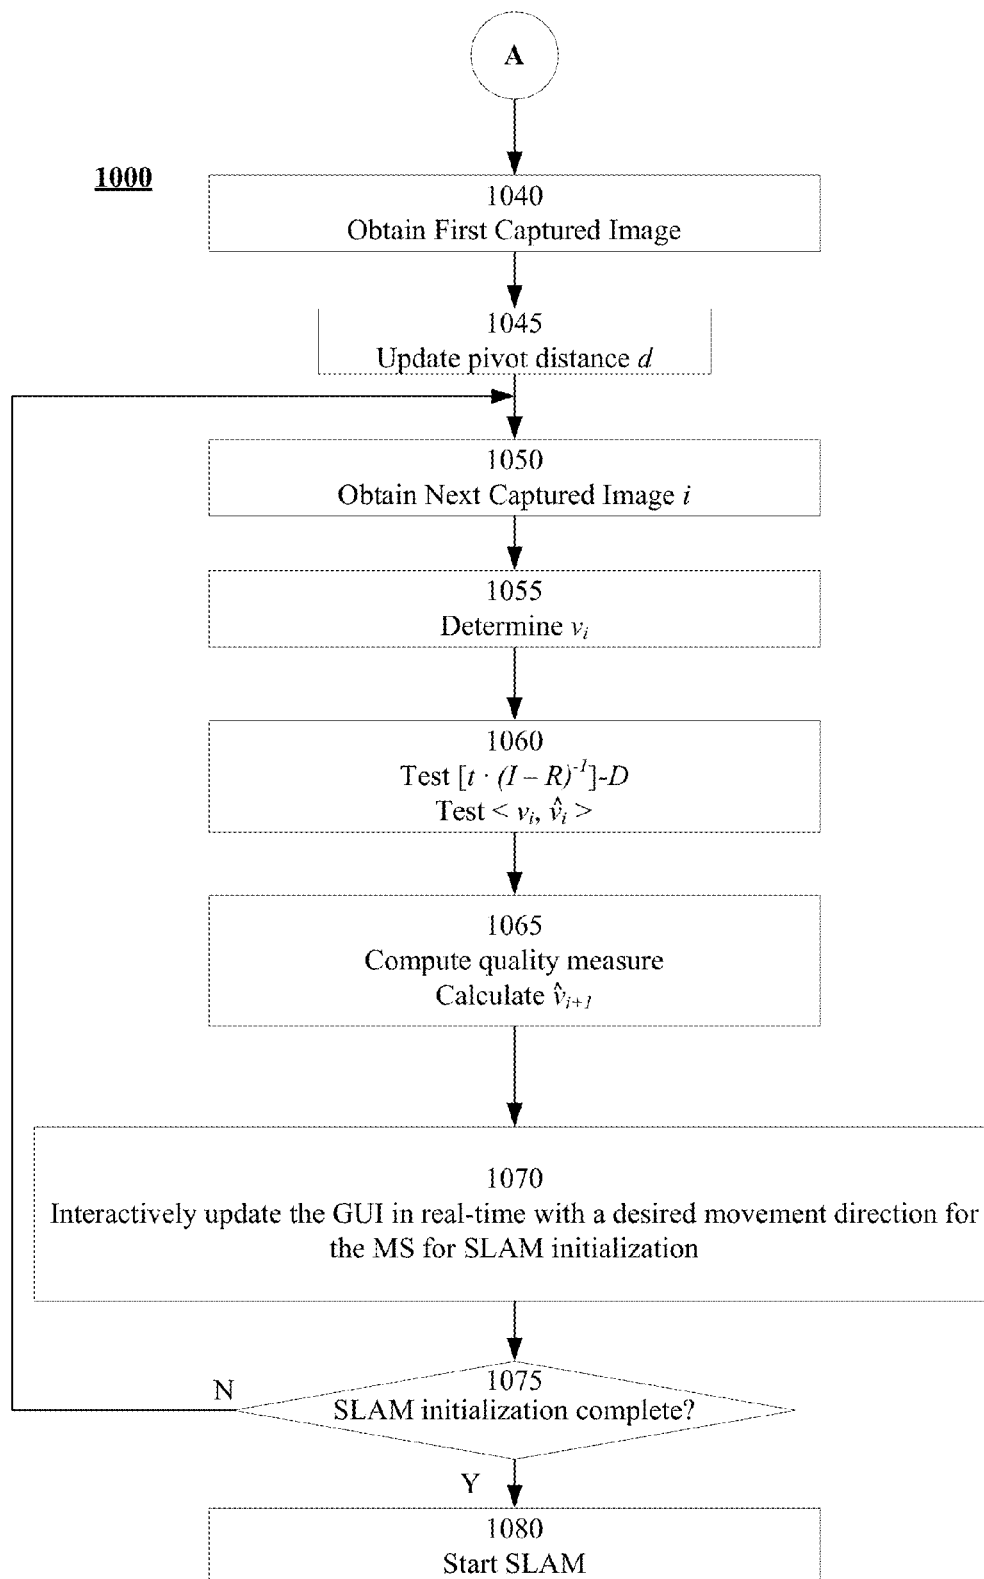 A
1000
1040
Obtain First Captured Image
1045
Update pivot distance d
1050
Obtain Next Captured Image i
1055
Determine vᵢ
1060
Test [t · (I – R)⁻¹]-D
Test < vᵢ, v̂ᵢ >
1065
Compute quality measure
Calculate v̂ᵢ₊₁
1070
Interactively update the GUI in real-time with a desired movement direction for
the MS for SLAM initialization
1075
SLAM initialization complete?
N
Y
1080
Start SLAM